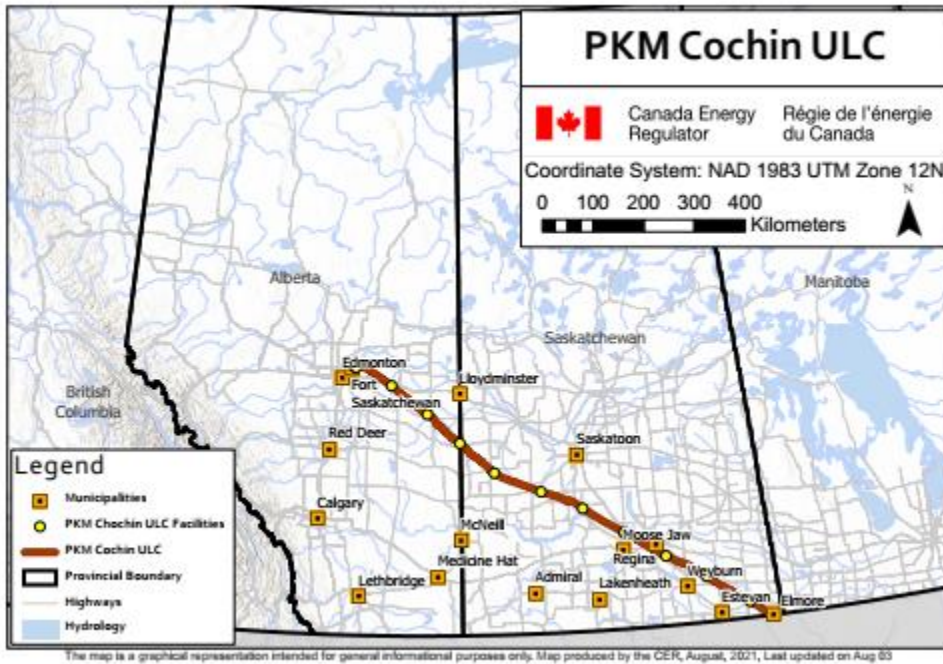 PKM Cochin ULC
Canada Energy
Regulator
Régie de l'énergie
du Canada
Coordinate System: NAD 1983 UTM Zone 12N
N
0 100 200 300 400
Kilometers
Alberta
Manitoba
Saskatchewan
British
Columbia
Edmonton
Fort
Saskatchewan
Lloydminster
Red Deer
Saskatoon
Calgary
McNeill
Moose Jaw
Regina
Medicine Hat
Lethbridge
Admiral
Lakenheath
Weyburn
Estevan
Elmore
Legend
Municipalities
PKM Chochin ULC Facilities
PKM Cochin ULC
Provincial Boundary
Highways
Hydrology
The map is a graphical representation intended for general informational purposes only. Map produced by the CER, August, 2021, Last updated on Aug 03